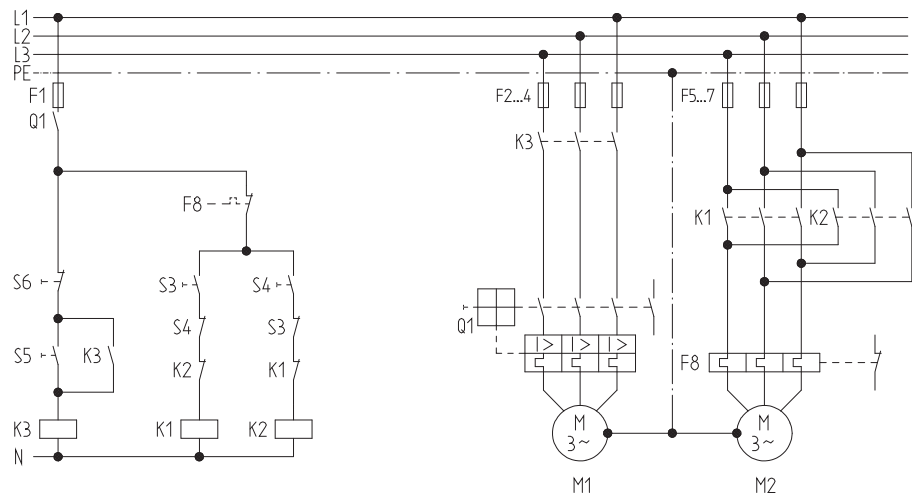 L1
L2
L3
PE
F1 F2...4 F5...7
Q1
K3
F8 K1 K2
S6 S3 S4
Q1
S4 S3
S5 K3 K2 K1 F8
I> I> I>
K3 K1 K2 M 3~ M 3~
N
M1 M2